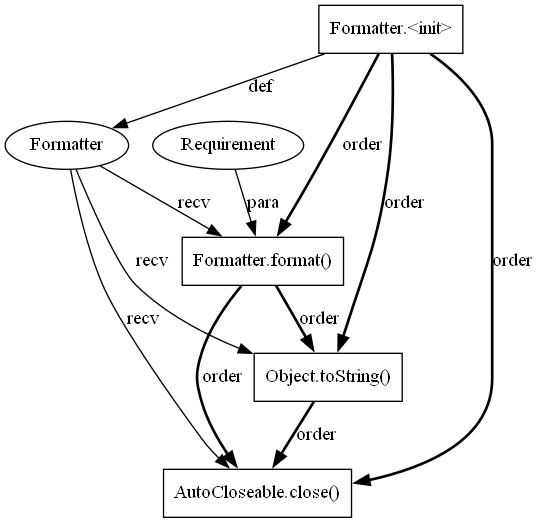 Formatter.<init>
def
Formatter
Requirement
order
recv
para
order
Formatter.format()
recv
order
order
recv
order
Object.toString()
order
AutoCloseable.close()